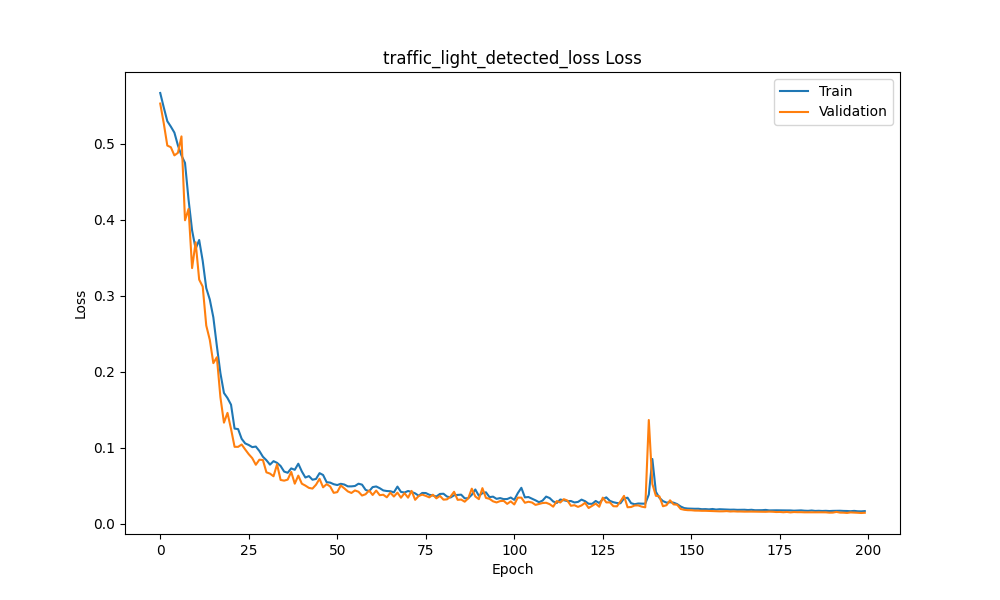 traffic_light_detected_loss Loss
Train
Validation
Loss
0.5
0.4
0.3
0.2
0.1
0.0
0 25 50 75 100 125 150 175 200
Epoch